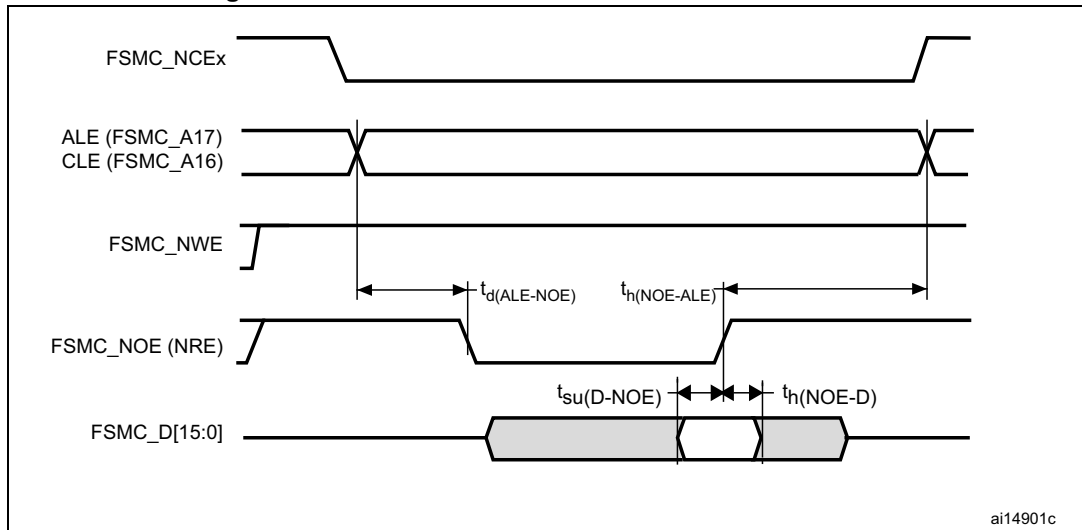 FSMC_NCEx
ALE (FSMC_A17)
CLE (FSMC_A16)
FSMC_NWE
td(ALE-NOE)
th(NOE-ALE)
FSMC_NOE (NRE)
tsu(D-NOE)
th(NOE-D)
FSMC_D[15:0]
ai14901c